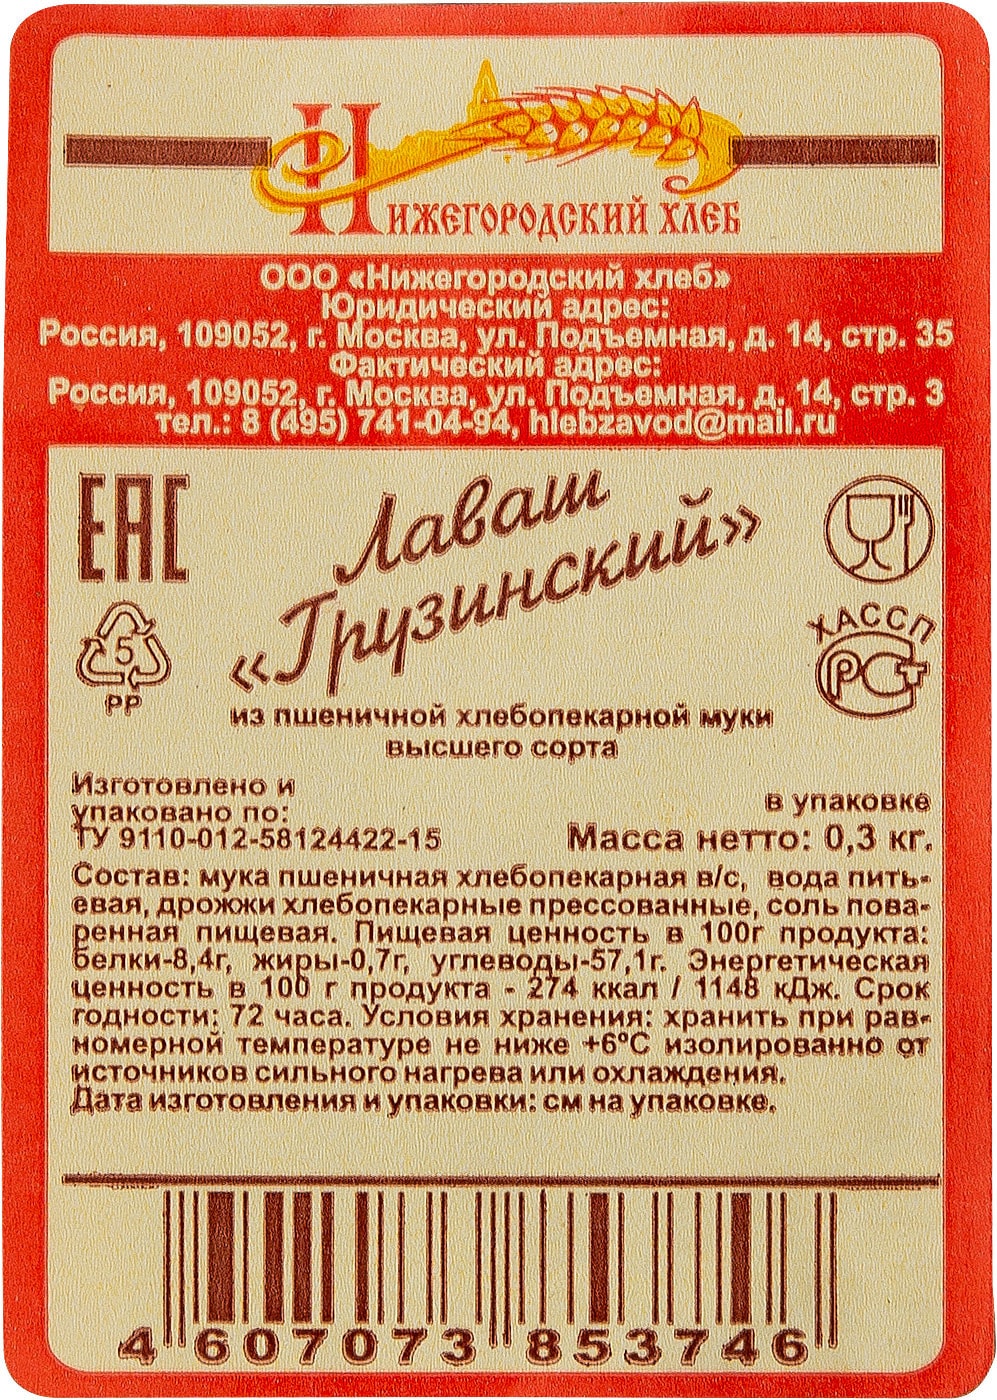 Нижегородский хлеб
ООО «Нижегородский хлеб»
Юридический адрес:
Россия, 109052, г. Москва, ул. Подъемная, д. 14, стр. 35
Фактический адрес:
Россия, 109052, г. Москва, ул. Подъемная, д. 14, стр. 3
тел.: 8 (495) 741-04-94, hlebzavod@mail.ru
ЕАС
Лаваш
«Грузинский»
5
PP
ХАССП
РСТ
из пшеничной хлебопекарной муки
высшего сорта
Изготовлено и
упаковано по:
ТУ 9110-012-58124422-15
в упаковке
Масса нетто: 0,3 кг.
Состав: мука пшеничная хлебопекарная в/с, вода пить-
евая, дрожжи хлебопекарные прессованные, соль пова-
ренная пищевая. Пищевая ценность в 100г продукта:
белки-8,4г, жиры-0,7г, углеводы-57,1г. Энергетическая
ценность в 100 г продукта - 274 ккал / 1148 кДж. Срок
годности: 72 часа. Условия хранения: хранить при рав-
номерной температуре не ниже +6ºС изолированно от
источников сильного нагрева или охлаждения.
Дата изготовления и упаковки: см на упаковке.
4 607073 853746